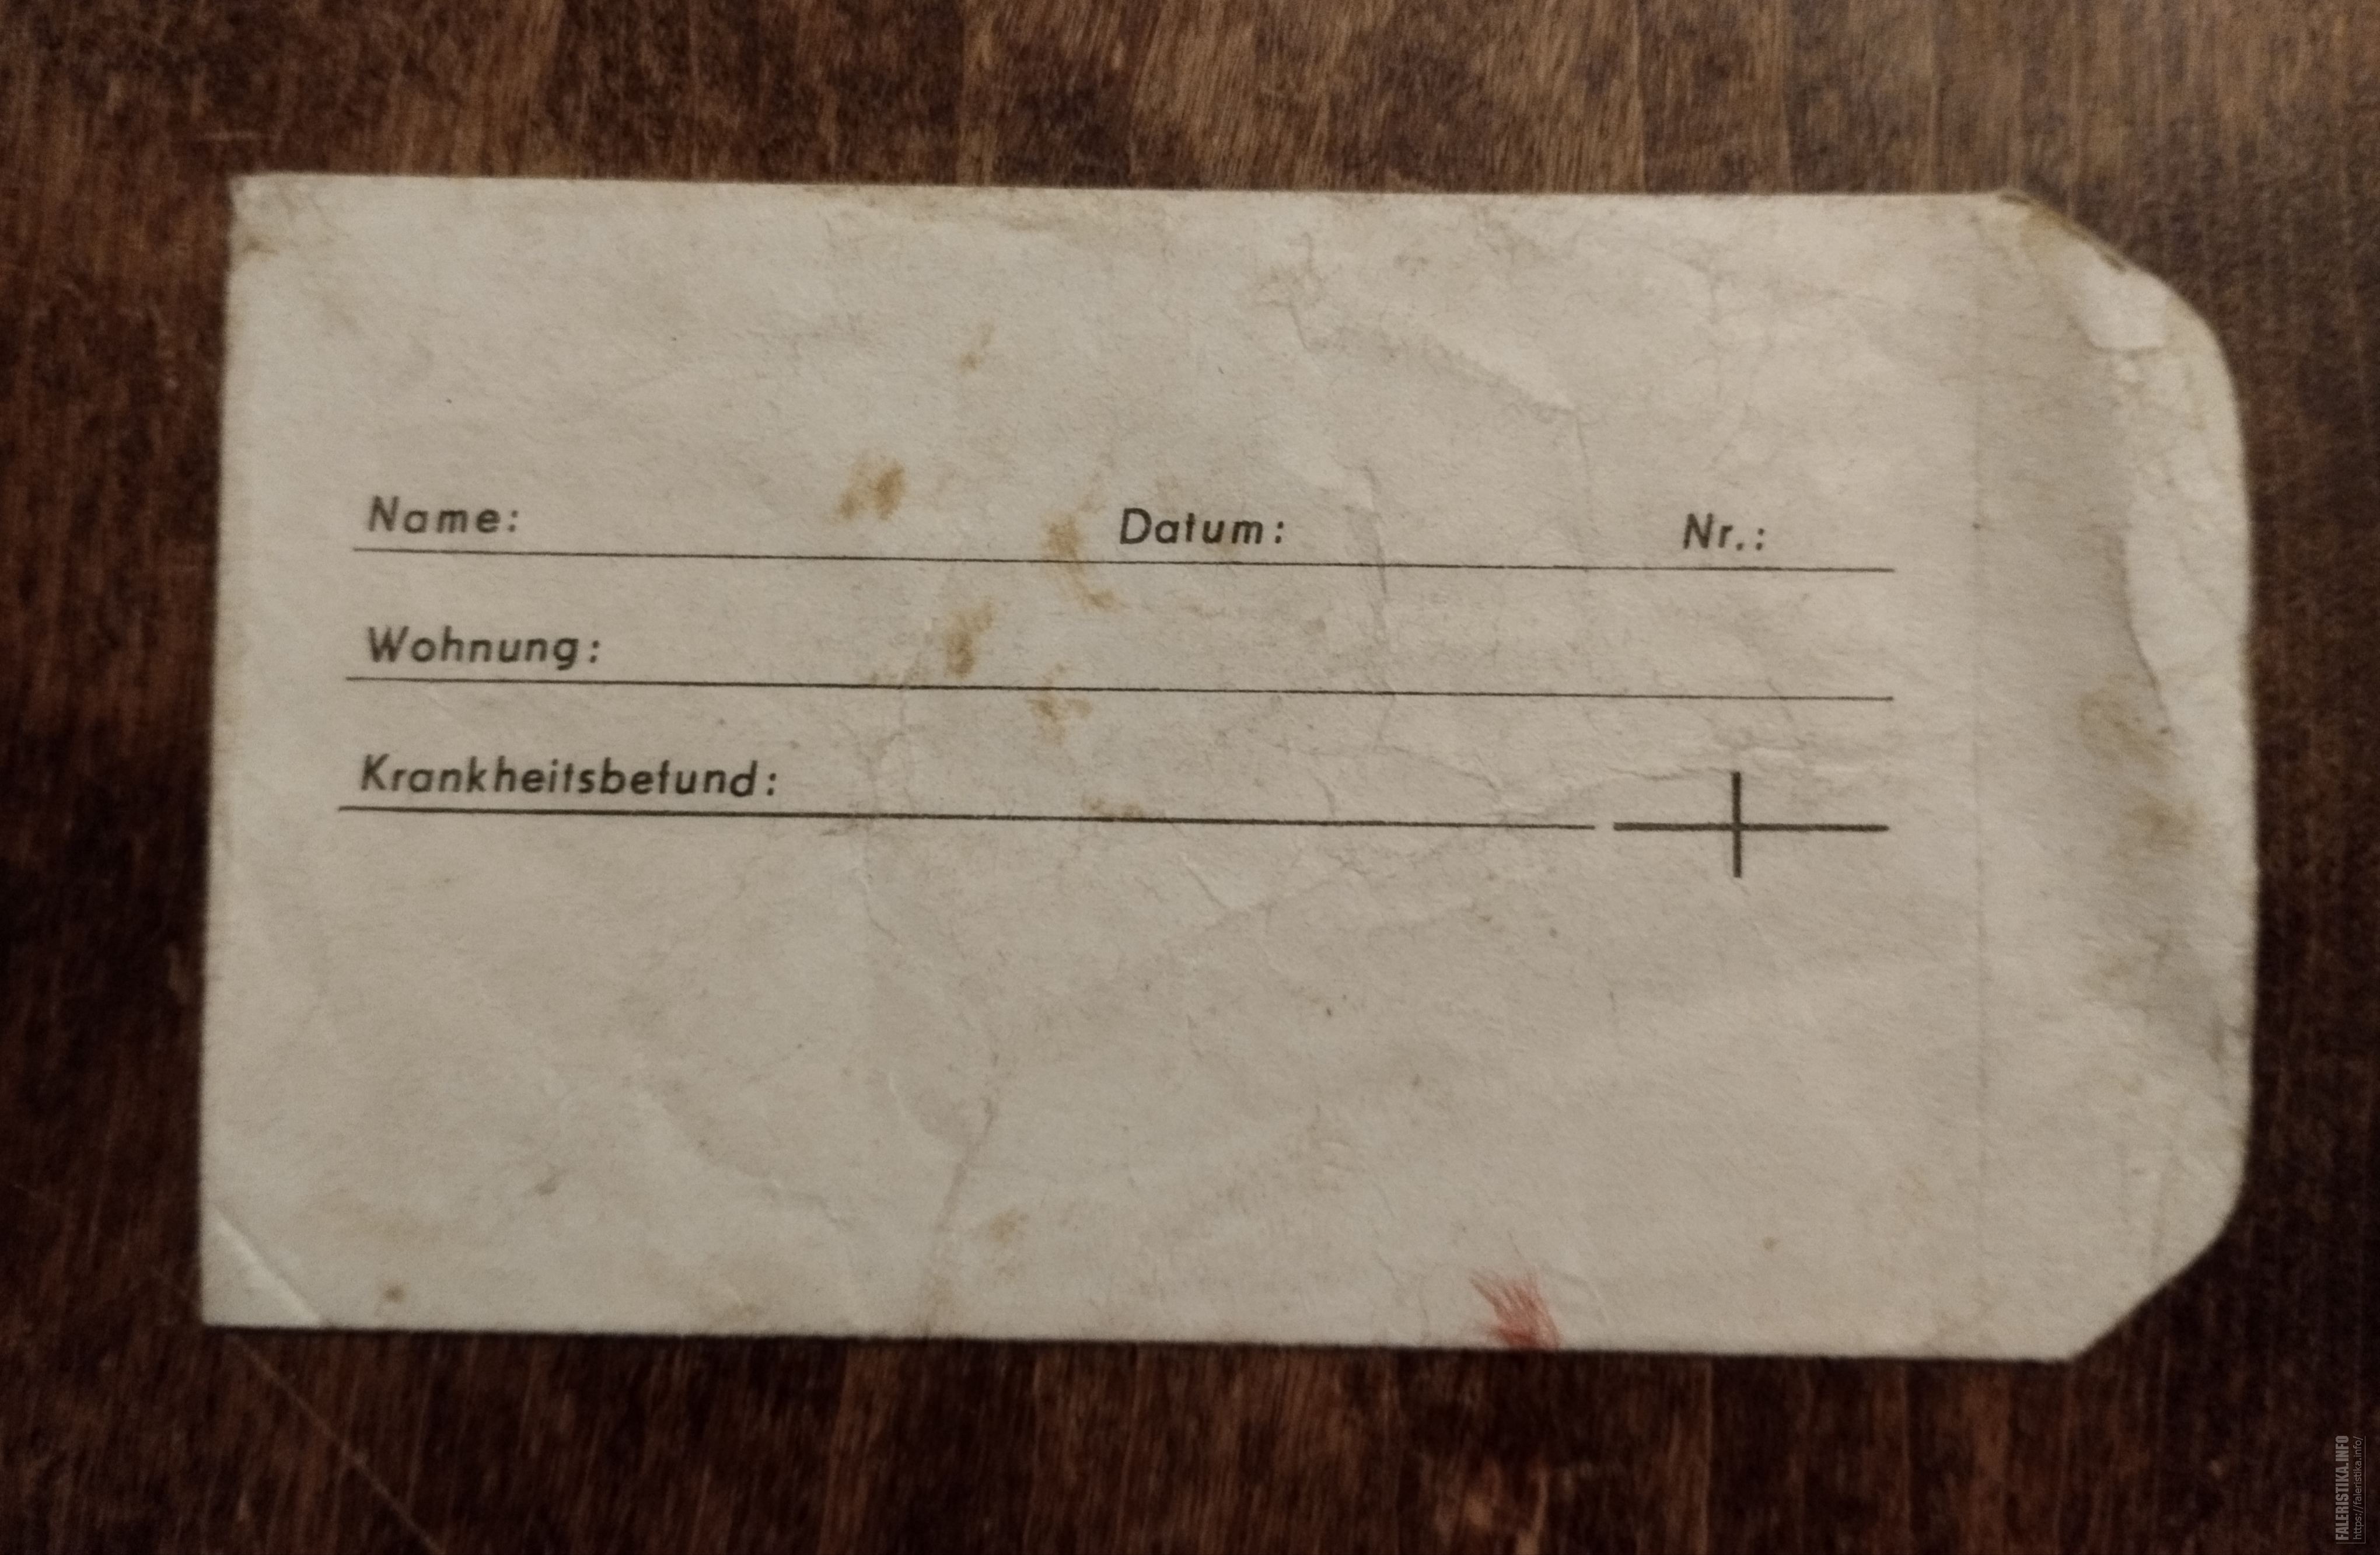 Name: Datum: Nr.:
Wohnung:
Krankheitsbefund:
FALERISTIKA.INFO
https://faleristika.info/